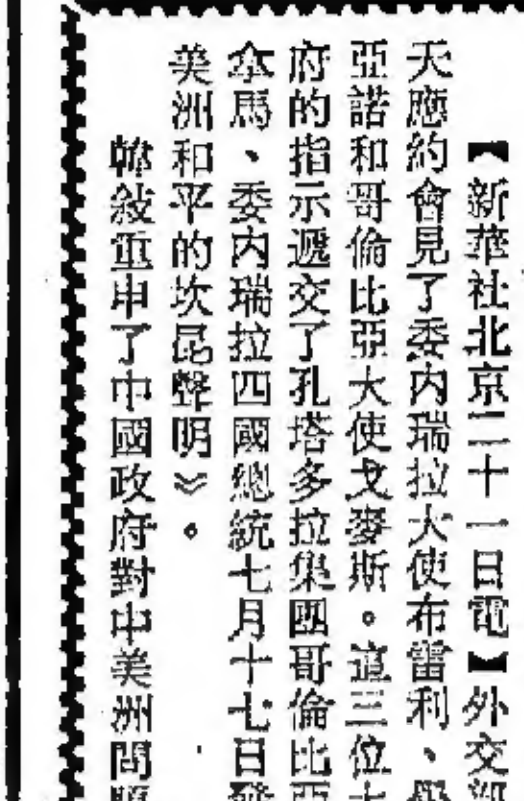 【新華社北京二十一日電】外交部
天應約會見了委內瑞拉大使布雷利、
亞諾和哥倫比亞大使戈麥斯。這三位大
府的指示遞交了孔塔多拉集團哥倫比亞
拿馬、委內瑞拉四國總統七月十七日發
美洲和平的坎昆聲明》。
韓敍重申了中國政府對中美洲問題